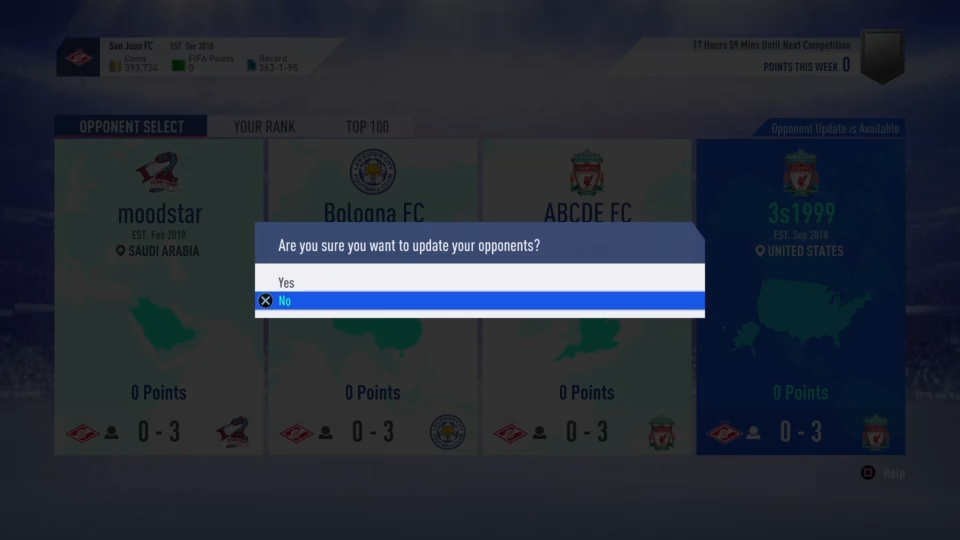 San Juan FC EST. Dec 2018
Coins
393,734
FIFA Points
0
Record
363-1-95
17 Hours 59 Mins Until Next Competition
POINTS THIS WEEK 0
OPPONENT SELECT YOUR RANK TOP 100
Opponent Update is Available
moodstar
EST. Feb 2019
SAUDI ARABIA
0 Points
0 - 3
Bologna FC
0 Points
0 - 3
ABCDE FC
0 Points
0 - 3
3s1999
EST. Sep 2018
UNITED STATES
0 Points
0 - 3
Are you sure you want to update your opponents?
Yes
No
Help